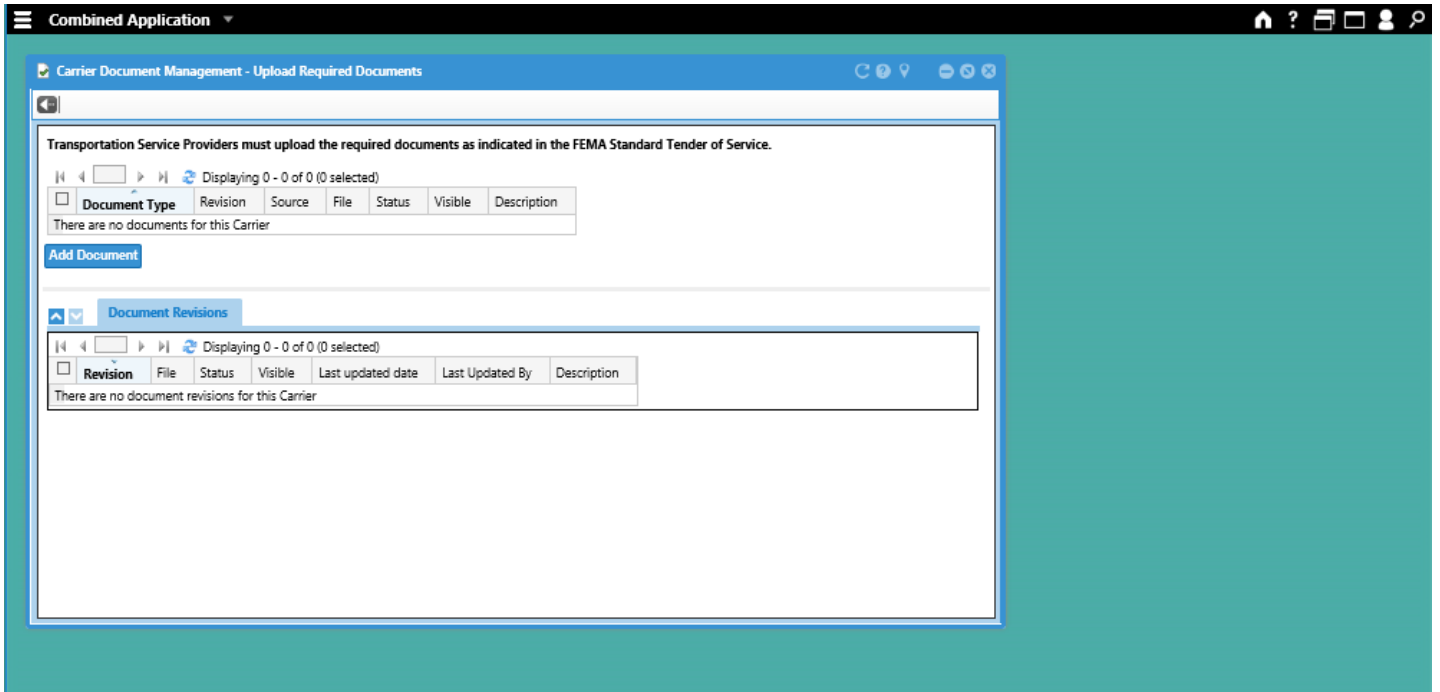 Combined Application
?
Carrier Document Management - Upload Required Documents
Transportation Service Providers must upload the required documents as indicated in the FEMA Standard Tender of Service.
Displaying 0 - 0 of 0 (0 selected)
Document Type Revision Source File Status Visible Description
There are no documents for this Carrier
Add Document
Document Revisions
Displaying 0 - 0 of 0 (0 selected)
Revision File Status Visible Last updated date Last Updated By Description
There are no document revisions for this Carrier